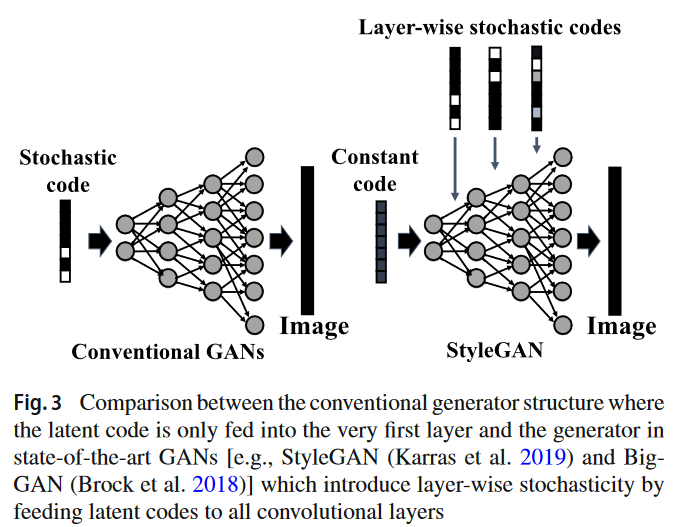 Layer-wise stochastic codes
Stochastic
code
Constant
code
Image
Image
Conventional GANs
StyleGAN
Fig. 3 Comparison between the conventional generator structure where
the latent code is only fed into the very first layer and the generator in
state-of-the-art GANs [e.g., StyleGAN (Karras et al. 2019) and Big-
GAN (Brock et al. 2018)] which introduce layer-wise stochasticity by
feeding latent codes to all convolutional layers